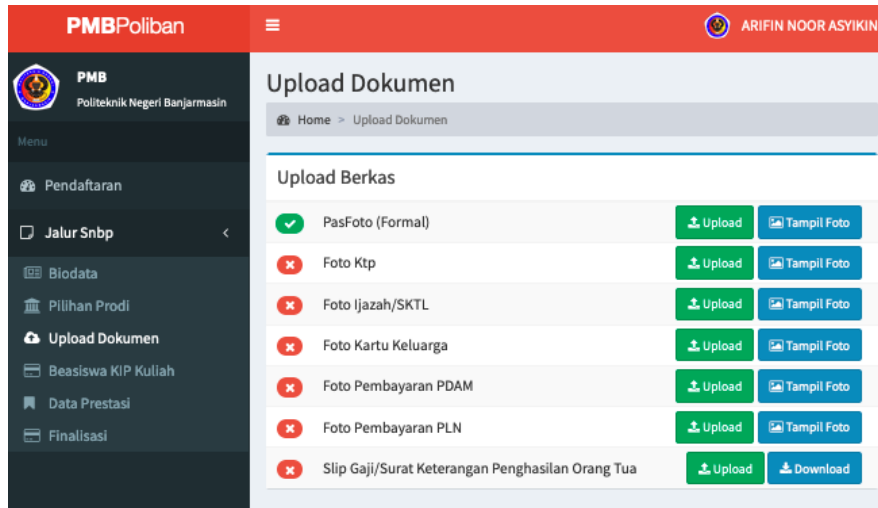 PMBPoliban
ARIFIN NOOR ASYIKIN
PMB
Politeknik Negeri Banjarmasin
Menu
Pendaftaran
Jalur Snbp
Biodata
Pilihan Prodi
Upload Dokumen
Beasiswa KIP Kuliah
Data Prestasi
Finalisasi
Upload Dokumen
Home > Upload Dokumen
Upload Berkas
PasFoto (Formal) Upload Tampil Foto
Foto Ktp Upload Tampil Foto
Foto Ijazah/SKTL Upload Tampil Foto
Foto Kartu Keluarga Upload Tampil Foto
Foto Pembayaran PDAM Upload Tampil Foto
Foto Pembayaran PLN Upload Tampil Foto
Slip Gaji/Surat Keterangan Penghasilan Orang Tua Upload Download